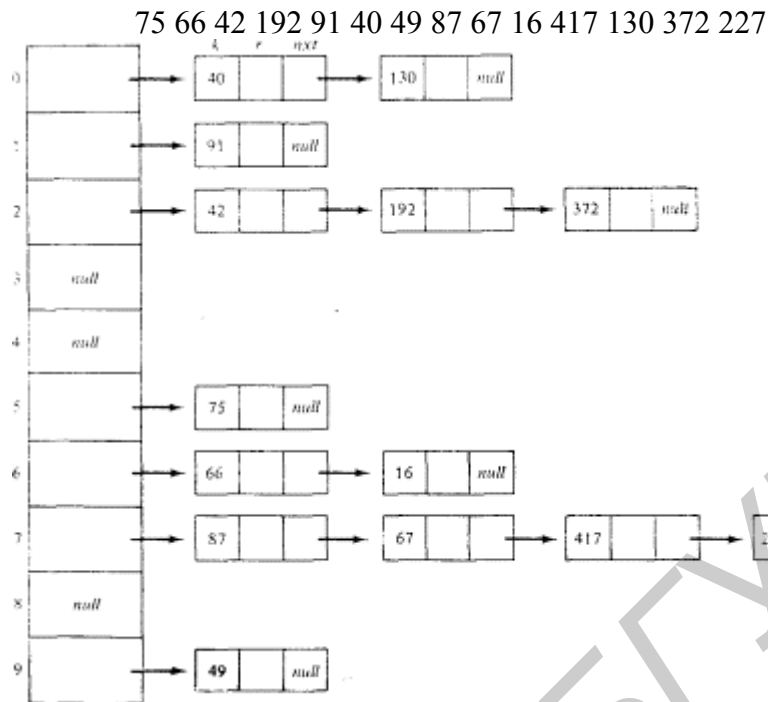 75 66 42 192 91 40 49 87 67 16 417 130 372 227
k r nxt
0 40 130 null
1 91 null
2 42 192 372 null
3 null
4 null
5 75 null
6 66 16 null
7 87 67 417
8 null
9 49 null